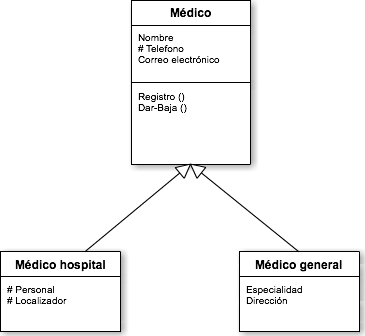 Médico
Nombre
# Telefono
Correo electrónico
Registro ()
Dar-Baja ()
Médico hospital
# Personal
# Localizador
Médico general
Especialidad
Dirección